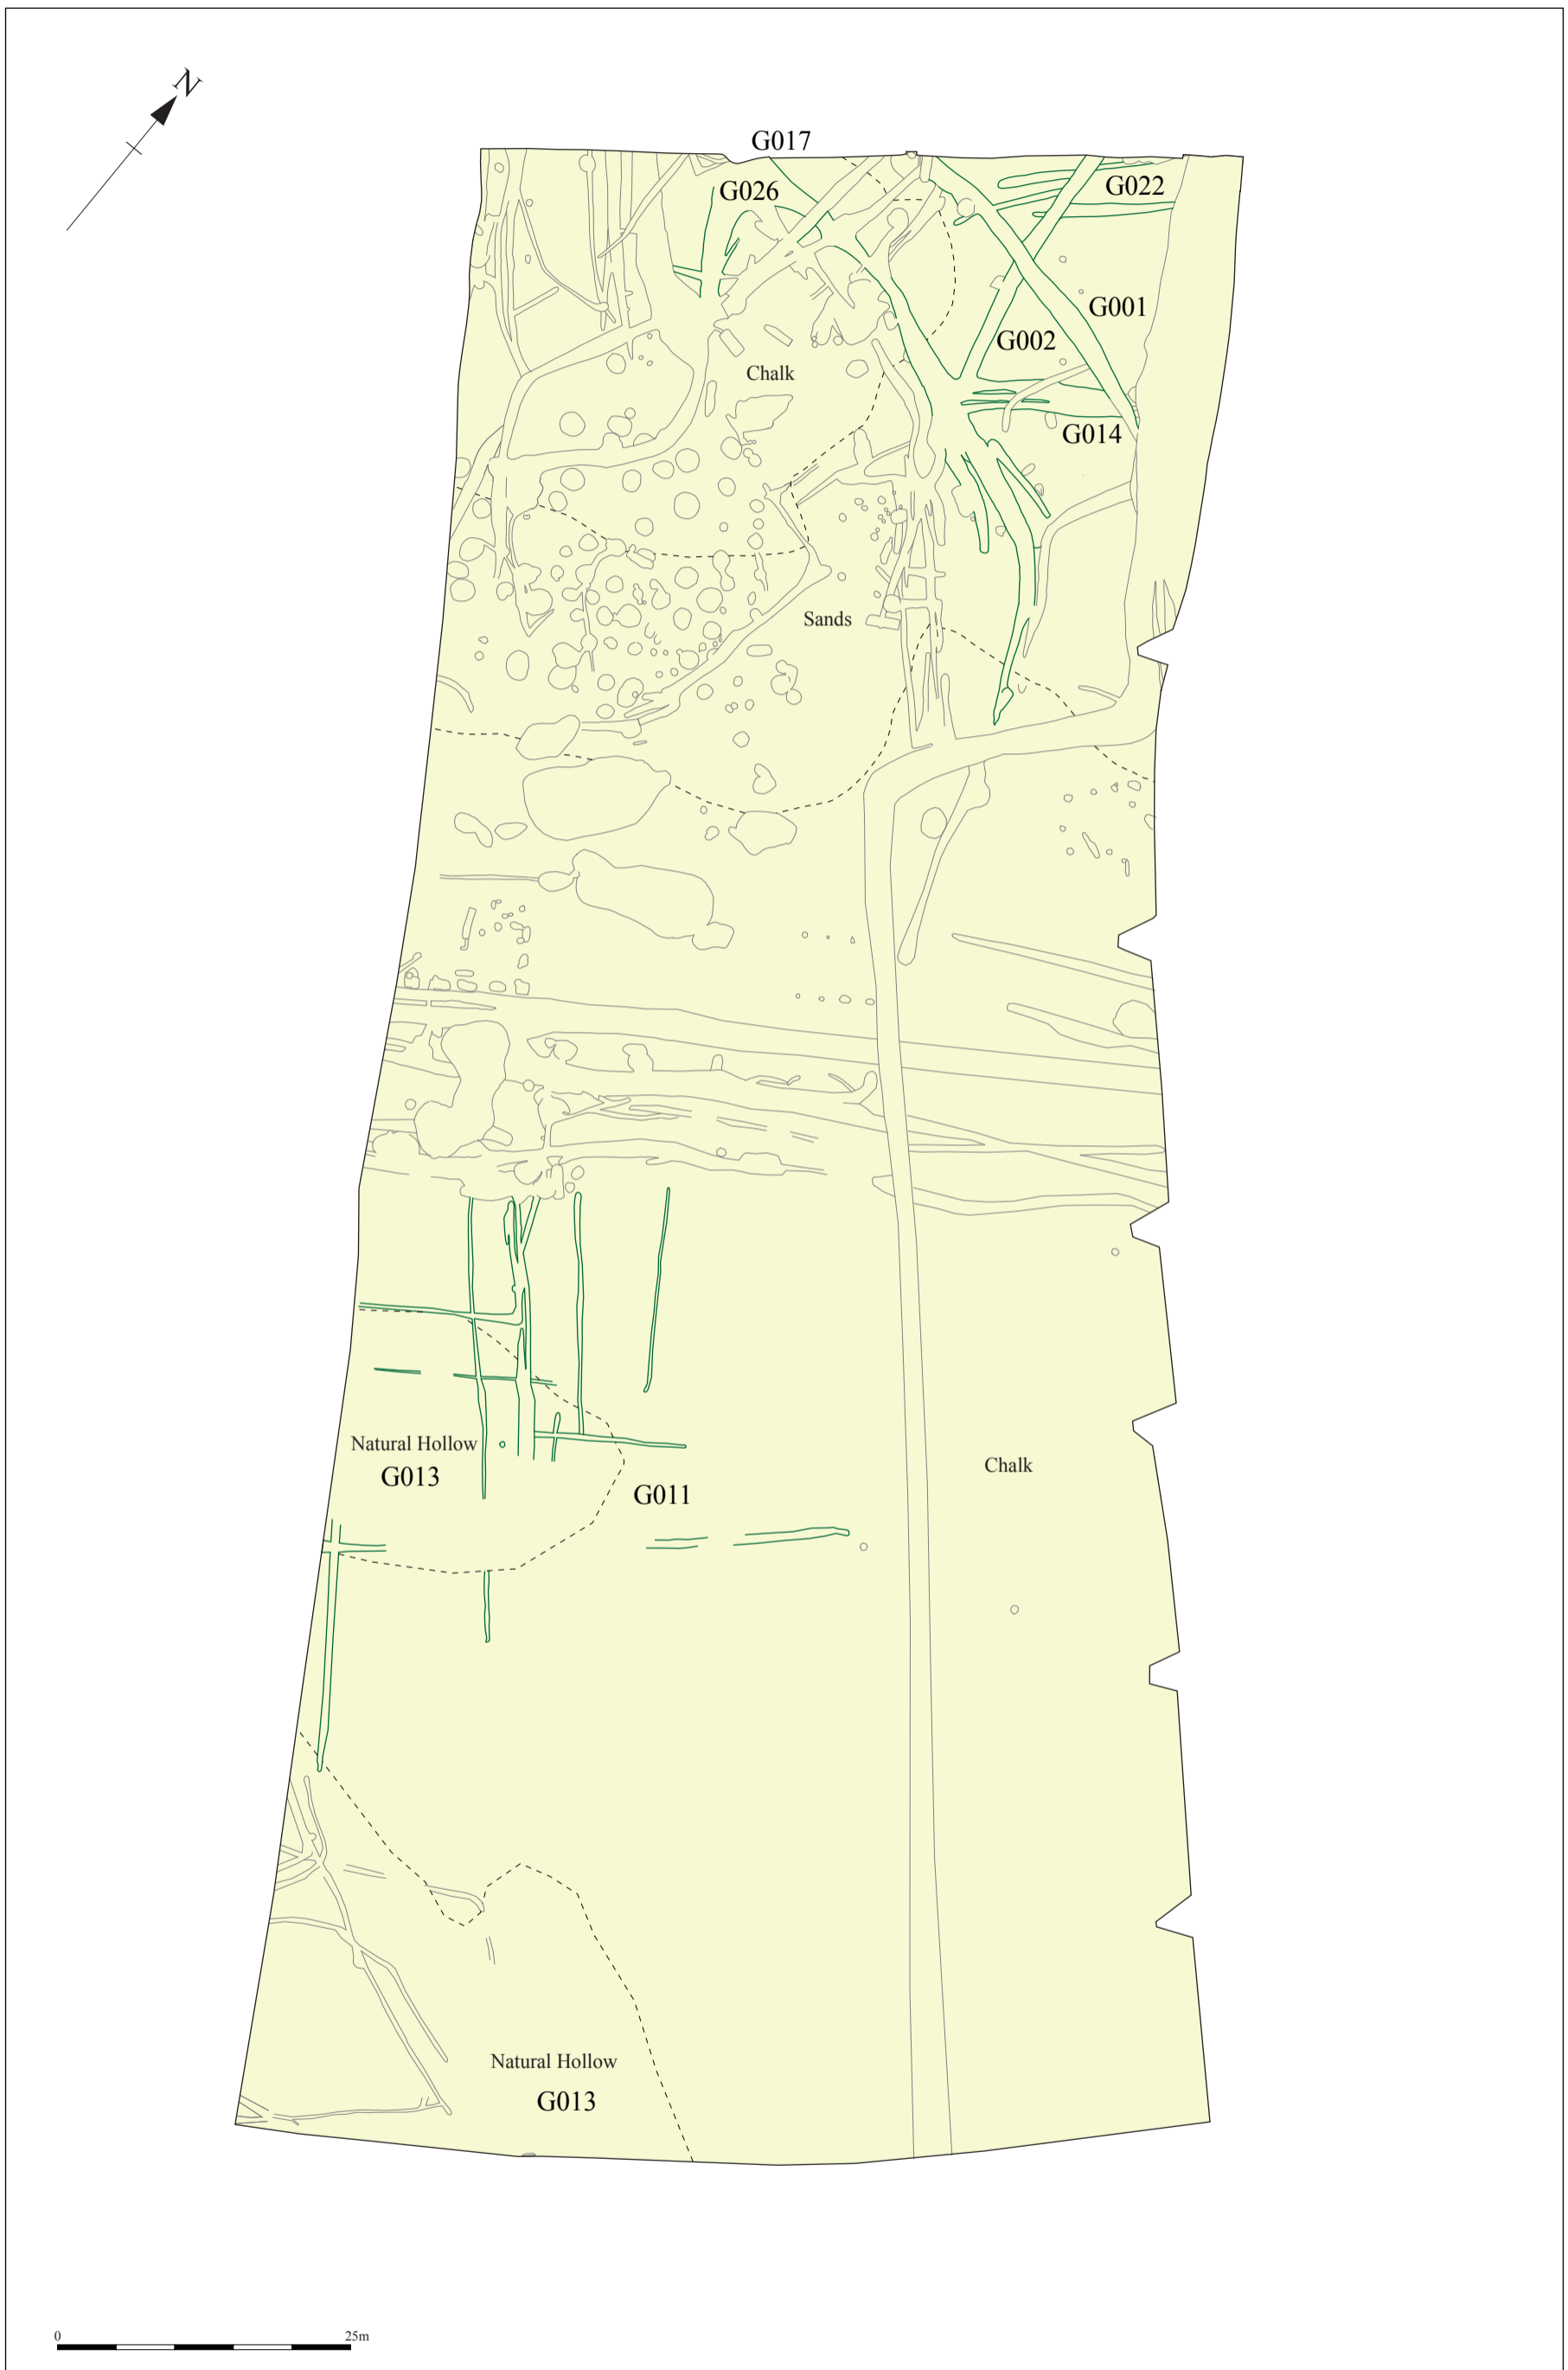 N
G017
G026
G022
G001
G002
Chalk
G014
Sands
Natural Hollow
G013
Chalk
G011
Natural Hollow
G013
0 25m